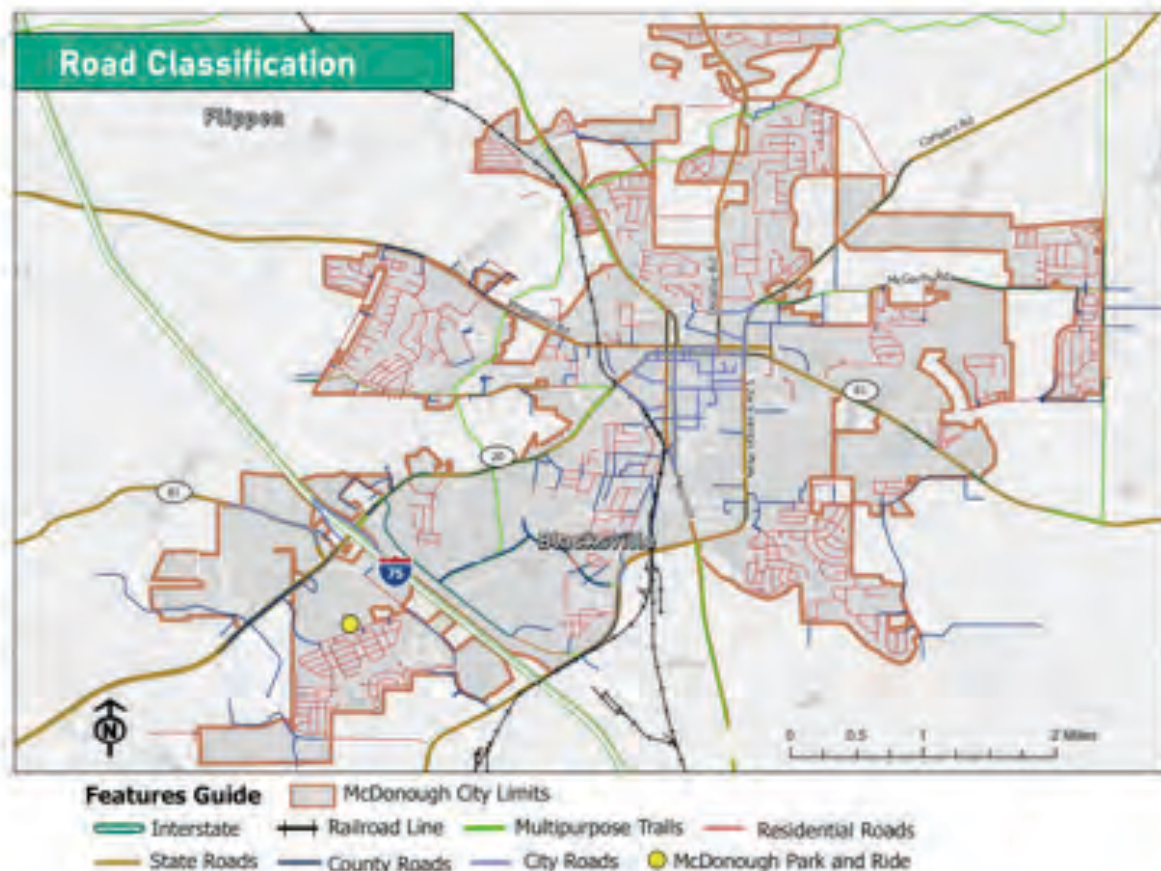 Road Classification
Flippen
McGarity Rd
81
20
81
Blacksville
75
N
0 0.5 1 2 Miles
Features Guide McDonough City Limits
Interstate Railroad Line Multipurpose Trails Residential Roads
State Roads County Roads City Roads McDonough Park and Ride